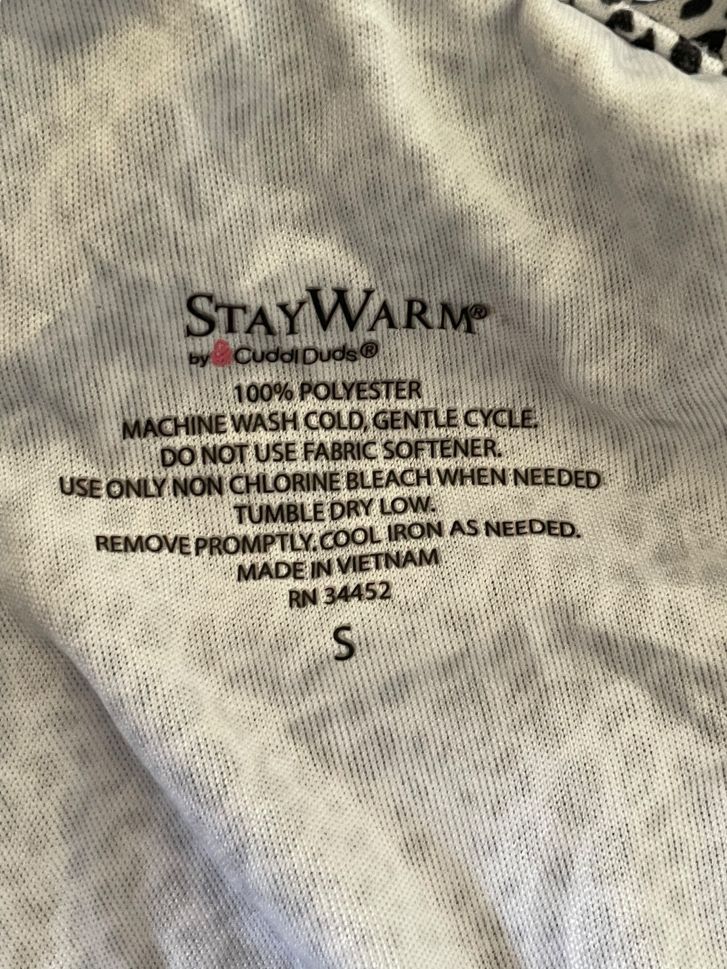 STAYWARM®
by Cuddl Duds®
100% POLYESTER
MACHINE WASH COLD, GENTLE CYCLE.
DO NOT USE FABRIC SOFTENER.
USE ONLY NON CHLORINE BLEACH WHEN NEEDED
TUMBLE DRY LOW.
REMOVE PROMPTLY. COOL IRON AS NEEDED.
MADE IN VIETNAM
RN 34452
S